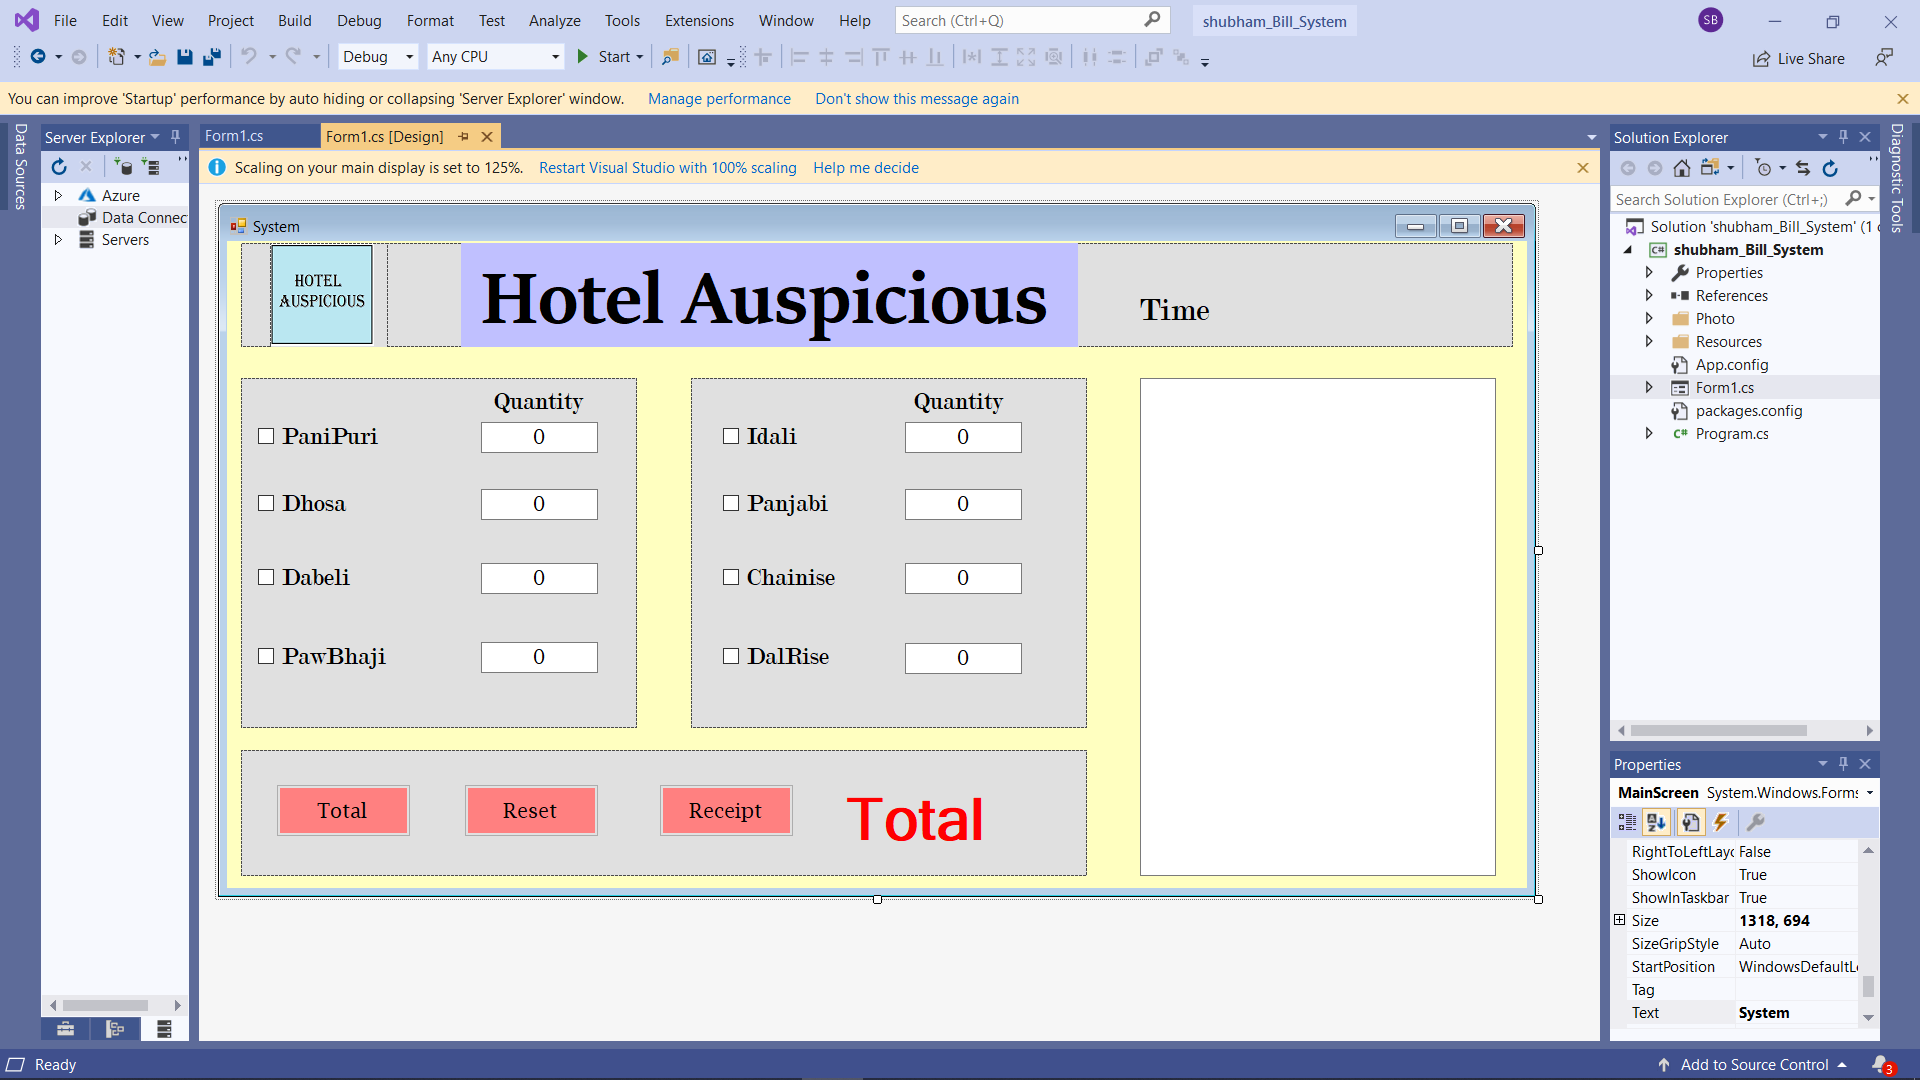 File Edit View Project Build Debug Format Test Analyze Tools Extensions Window Help Search (Ctrl+Q) shubham_Bill_System SB
Debug Any CPU Start Live Share
You can improve 'Startup' performance by auto hiding or collapsing 'Server Explorer' window. Manage performance Don't show this message again
Data Sources
Server Explorer
Azure
Data Connec
Servers
Form1.cs Form1.cs [Design]
Scaling on your main display is set to 125%. Restart Visual Studio with 100% scaling Help me decide
System
HOTEL
AUSPICIOUS
Hotel Auspicious
Time
Quantity
PaniPuri 0
Dhosa 0
Dabeli 0
PawBhaji 0
Quantity
Idali 0
Panjabi 0
Chainise 0
DalRise 0
Total Reset Receipt Total
Solution Explorer
Search Solution Explorer (Ctrl+;)
Solution 'shubham_Bill_System' (1
C# shubham_Bill_System
Properties
References
Photo
Resources
App.config
Form1.cs
packages.config
C# Program.cs
Diagnostic Tools
Properties
MainScreen System.Windows.Forms
RightToLeftLayo False
ShowIcon True
ShowInTaskbar True
Size 1318, 694
SizeGripStyle Auto
StartPosition WindowsDefaultLo
Tag
Text System
Ready Add to Source Control 3